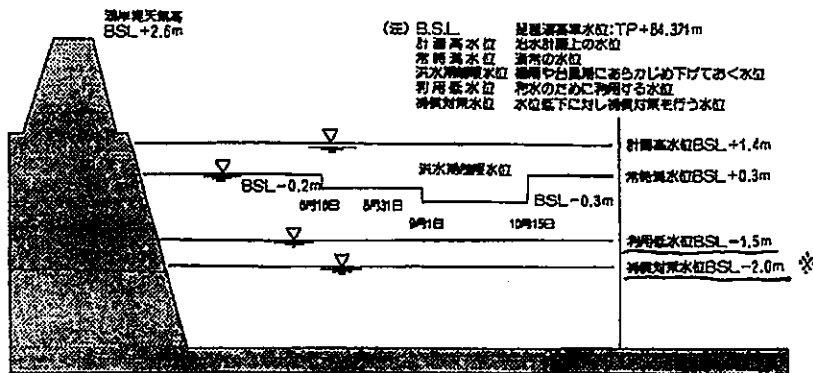 湖岸堤天端高
BSL+2.6m
(注) B.S.L. 琵琶湖基準水位:TP+84.371m
計画高水位 治水計画上の水位
常時満水位 通常の水位
洪水期制限水位 梅雨や台風期にあらかじめ下げておく水位
利用低水位 利水のために利用する水位
補償対策水位 水位低下に対し補償対策を行う水位
計画高水位BSL+1.4m
洪水期制限水位
常時満水位BSL+0.3m
BSL-0.2m
BSL-0.3m
6月16日 8月31日
9月1日 10月15日
利用低水位BSL-1.5m
補償対策水位BSL-2.0m ※